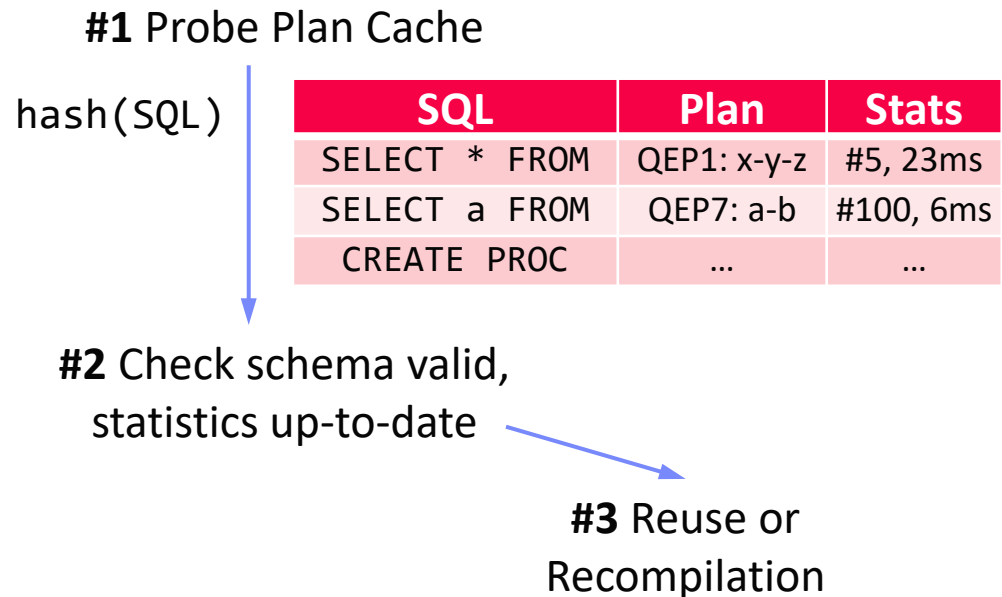 #1 Probe Plan Cache
hash(SQL)
SQL Plan Stats
SELECT * FROM QEP1: x-y-z #5, 23ms
SELECT a FROM QEP7: a-b #100, 6ms
CREATE PROC … …
#2 Check schema valid,
statistics up-to-date
#3 Reuse or
Recompilation